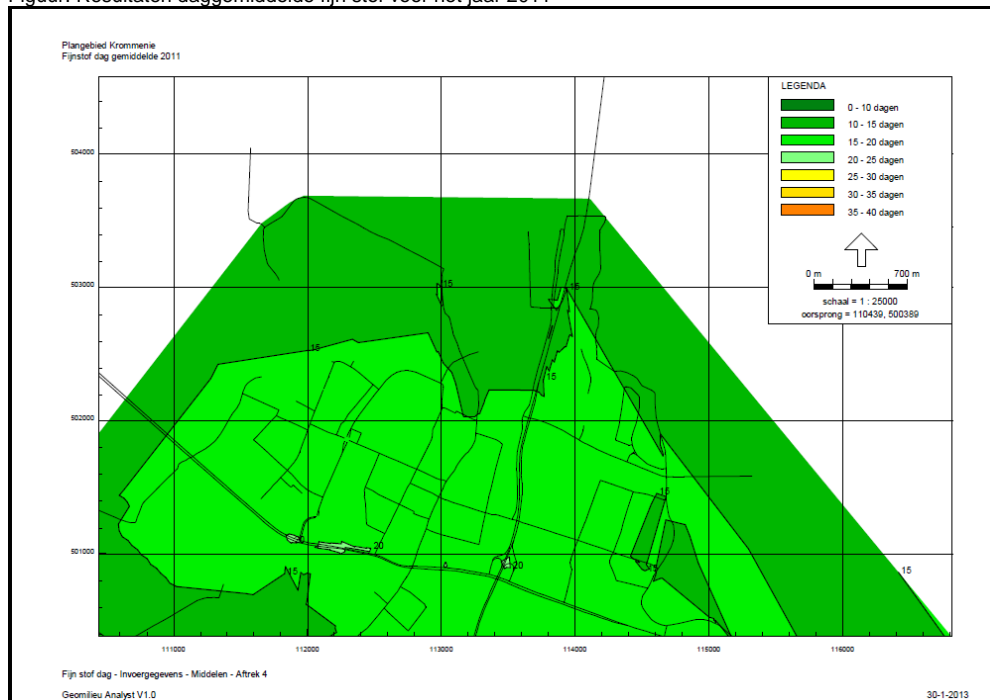 Figuur: Resultaten daggemiddelde fijn stof voor het jaar 2011
Plangebied Krommenie
Fijnstof dag gemiddelde 2011
LEGENDA
0 - 10 dagen
10 - 15 dagen
15 - 20 dagen
20 - 25 dagen
25 - 30 dagen
30 - 35 dagen
35 - 40 dagen
0 m 700 m
schaal = 1 : 25000
oorsprong = 110439, 500389
504000
503000
502000
501000
15
15
15
15
15
20
20
20
15
15
15
111000 112000 113000 114000 115000 116000
Fijn stof dag - Invoergegevens - Middelen - Aftrek 4
Geomilieu Analyst V1.0
30-1-2013